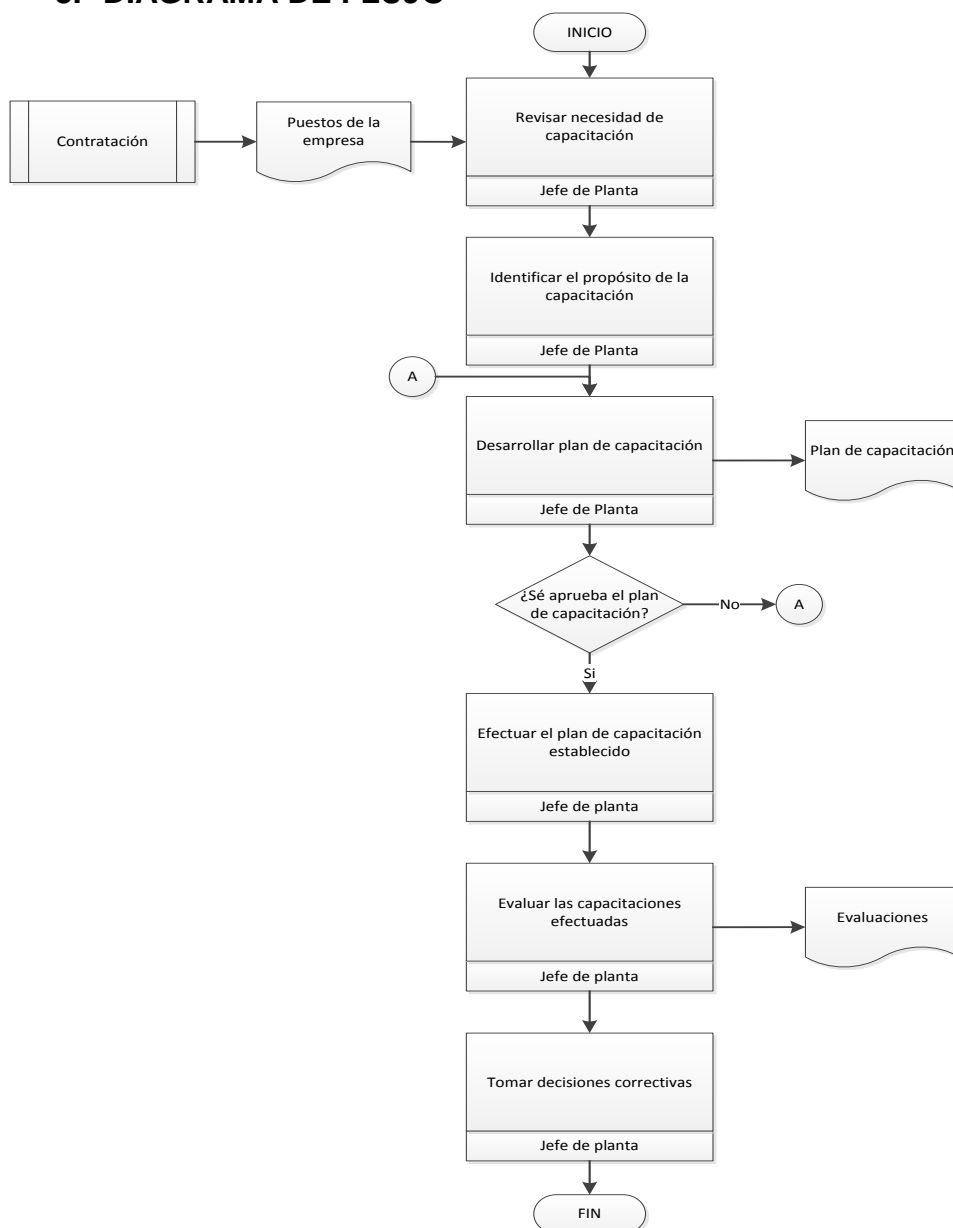 INICIO
Contratación
Puestos de la
empresa
Revisar necesidad de
capacitación
Jefe de Planta
Identificar el propósito de la
capacitación
Jefe de Planta
A
Desarrollar plan de capacitación
Plan de capacitación
Jefe de Planta
¿Sé aprueba el plan
de capacitación?
No
A
Si
Efectuar el plan de capacitación
establecido
Jefe de planta
Evaluar las capacitaciones
efectuadas
Evaluaciones
Jefe de planta
Tomar decisiones correctivas
Jefe de planta
FIN